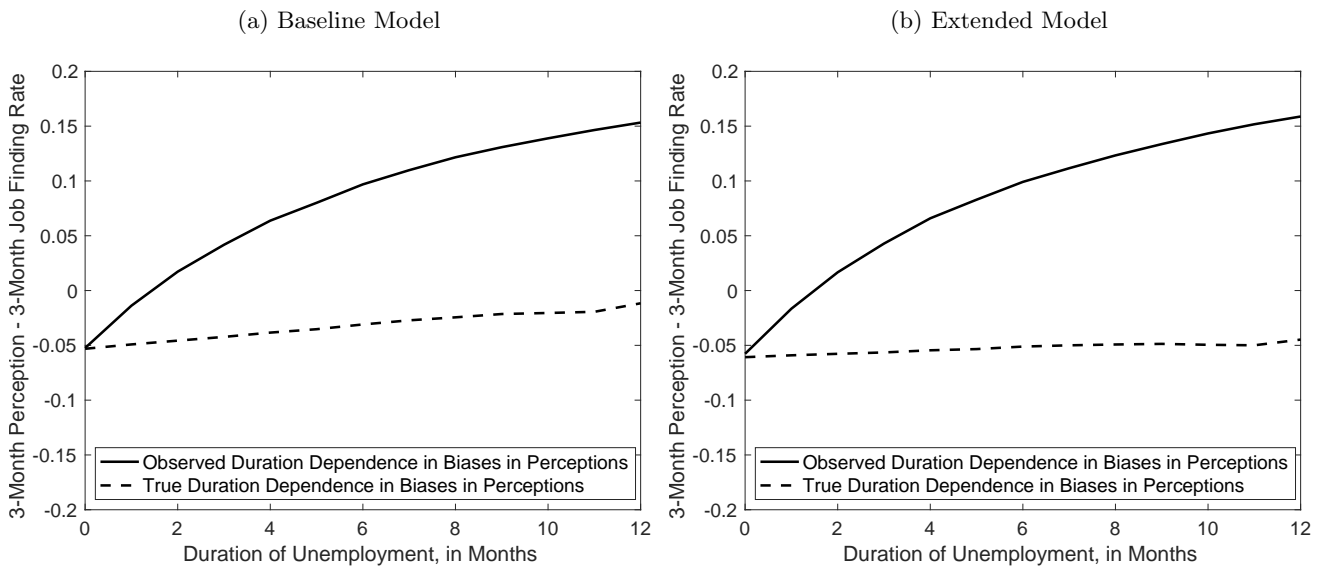 (a) Baseline Model
3-Month Perception - 3-Month Job Finding Rate
0.2
0.15
0.1
0.05
0
-0.05
-0.1
-0.15
-0.2
Observed Duration Dependence in Biases in Perceptions
True Duration Dependence in Biases in Perceptions
0 2 4 6 8 10 12
Duration of Unemployment, in Months
(b) Extended Model
3-Month Perception - 3-Month Job Finding Rate
0.2
0.15
0.1
0.05
0
-0.05
-0.1
-0.15
-0.2
Observed Duration Dependence in Biases in Perceptions
True Duration Dependence in Biases in Perceptions
0 2 4 6 8 10 12
Duration of Unemployment, in Months